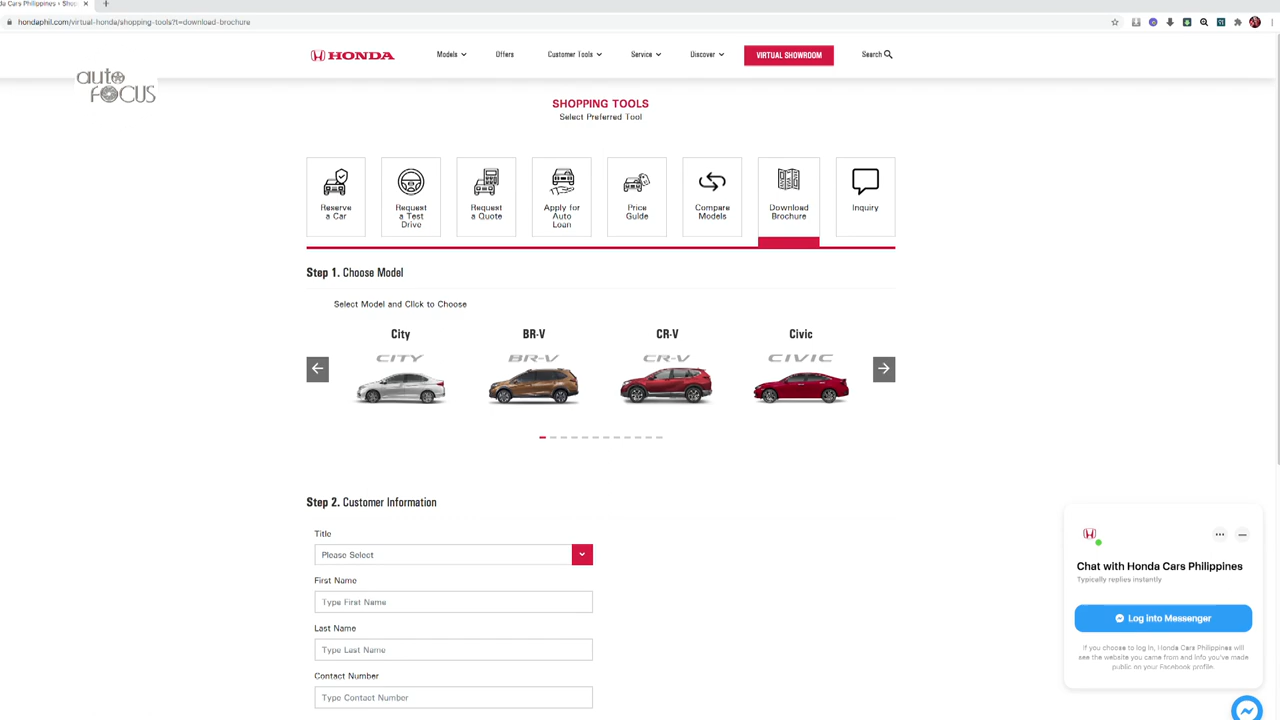 da Cars Philippines - Shopp
hondaphil.com/virtual-honda/shopping-tools?t=download-brochure
HONDA
Models
Offers
Customer Tools
Service
Discover
VIRTUAL SHOWROOM
Search
auto
FOCUS
SHOPPING TOOLS
Select Preferred Tool
Reserve
a Car
Request
a Test
Drive
Request
a Quote
Apply for
Auto
Loan
Price
Guide
Compare
Models
Download
Brochure
Inquiry
Step 1. Choose Model
Select Model and Click to Choose
City
BR-V
CR-V
Civic
CITY
BR-V
CR-V
CIVIC
Step 2. Customer Information
Title
Please Select
First Name
Type First Name
Last Name
Type Last Name
Contact Number
Type Contact Number
Chat with Honda Cars Philippines
Typically replies instantly
Log into Messenger
If you choose to log in, Honda Cars Philippines will
see the website you came from and info you've made
public on your Facebook profile.